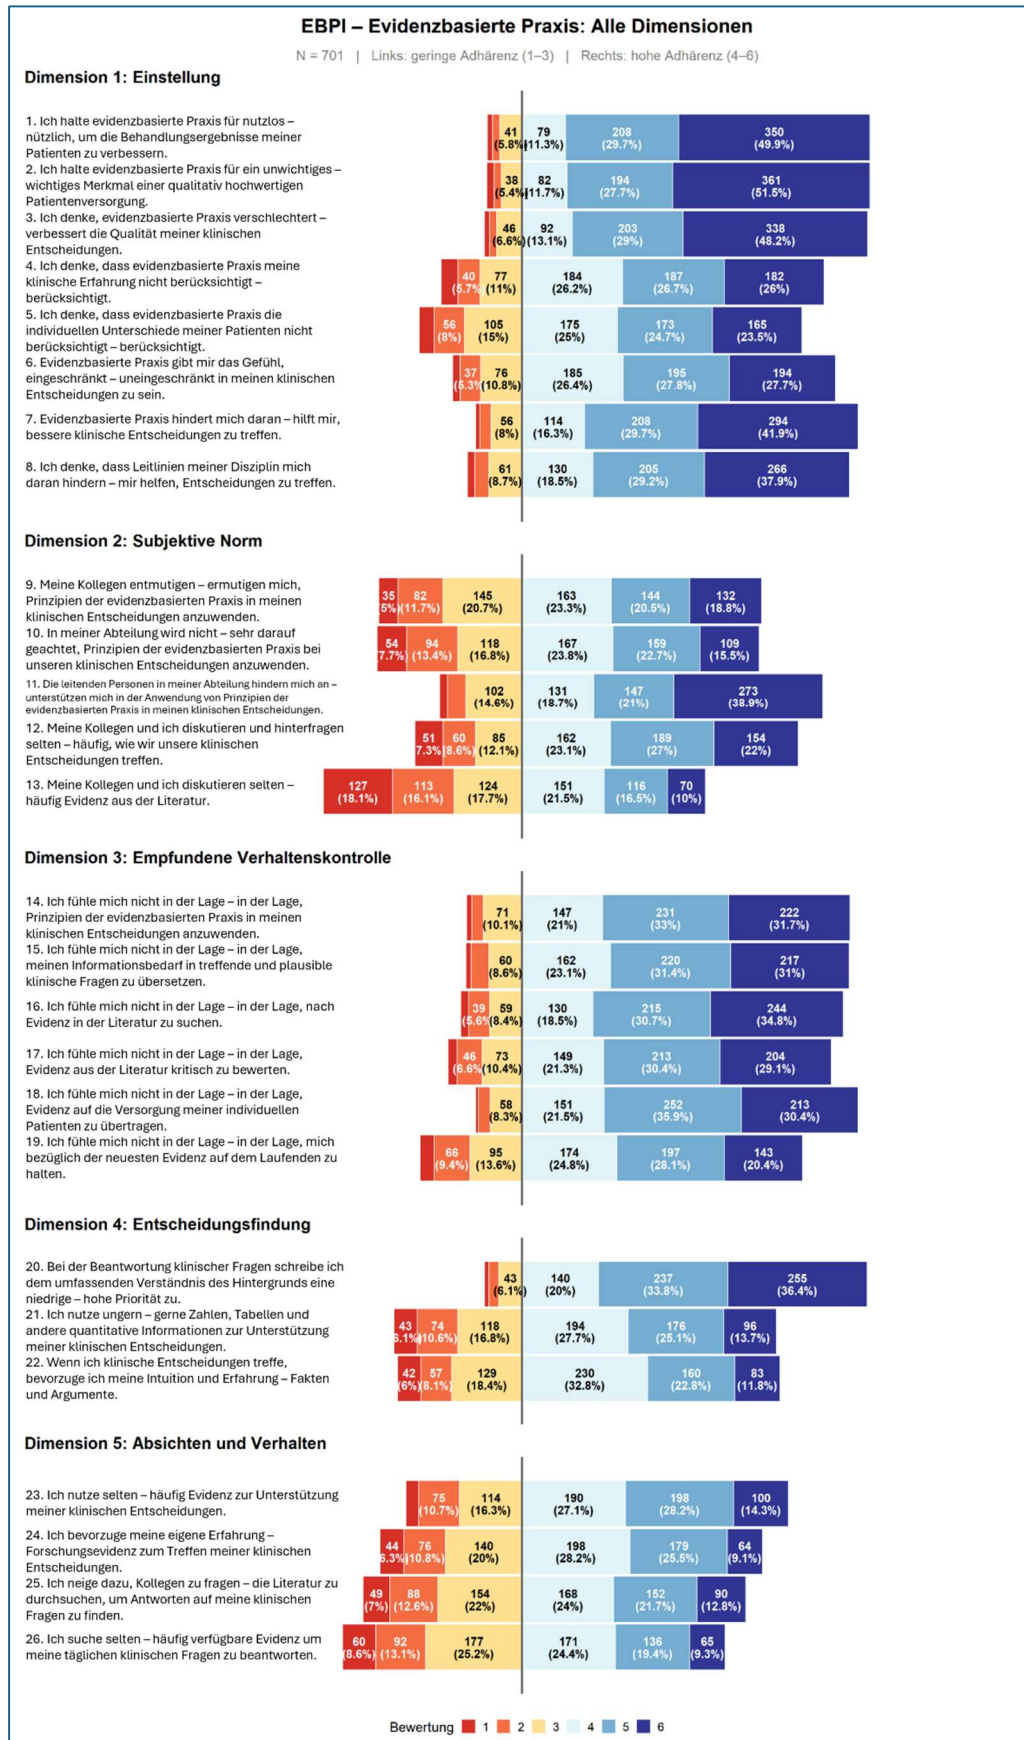 EBPI – Evidenzbasierte Praxis: Alle Dimensionen
N = 701 | Links: geringe Adhärenz (1–3) | Rechts: hohe Adhärenz (4–6)
Dimension 1: Einstellung
1. Ich halte evidenzbasierte Praxis für nutzlos –
nützlich, um die Behandlungsergebnisse meiner
Patienten zu verbessern.
41 79 208 350
(5.8%) (11.3%) (29.7%) (49.9%)
2. Ich halte evidenzbasierte Praxis für ein unwichtiges –
wichtiges Merkmal einer qualitativ hochwertigen
Patientenversorgung.
38 82 194 361
(5.4%) (11.7%) (27.7%) (51.5%)
3. Ich denke, evidenzbasierte Praxis verschlechtert –
verbessert die Qualität meiner klinischen
Entscheidungen.
46 92 203 338
(6.6%) (13.1%) (29%) (48.2%)
4. Ich denke, dass evidenzbasierte Praxis meine
klinische Erfahrung nicht berücksichtigt –
berücksichtigt.
40 77 184 187 182
(5.7%) (11%) (26.2%) (26.7%) (26%)
5. Ich denke, dass evidenzbasierte Praxis die
individuellen Unterschiede meiner Patienten nicht
berücksichtigt – berücksichtigt.
56 105 175 173 165
(8%) (15%) (25%) (24.7%) (23.5%)
6. Evidenzbasierte Praxis gibt mir das Gefühl,
eingeschränkt – uneingeschränkt in meinen klinischen
Entscheidungen zu sein.
37 76 185 195 194
(5.3%) (10.8%) (26.4%) (27.8%) (27.7%)
7. Evidenzbasierte Praxis hindert mich daran – hilft mir,
bessere klinische Entscheidungen zu treffen.
56 114 208 294
(8%) (16.3%) (29.7%) (41.9%)
8. Ich denke, dass Leitlinien meiner Disziplin mich
daran hindern – mir helfen, Entscheidungen zu treffen.
61 130 205 266
(8.7%) (18.5%) (29.2%) (37.9%)
Dimension 2: Subjektive Norm
9. Meine Kollegen entmutigen – ermutigen mich,
Prinzipien der evidenzbasierten Praxis in meinen
klinischen Entscheidungen anzuwenden.
35 82 145 163 144 132
(5%) (11.7%) (20.7%) (23.3%) (20.5%) (18.8%)
10. In meiner Abteilung wird nicht – sehr darauf
geachtet, Prinzipien der evidenzbasierten Praxis bei
unseren klinischen Entscheidungen anzuwenden.
54 94 118 167 159 109
(7.7%) (13.4%) (16.8%) (23.8%) (22.7%) (15.5%)
11. Die leitenden Personen in meiner Abteilung hindern mich an –
unterstützen mich in der Anwendung von Prinzipien der
evidenzbasierten Praxis in meinen klinischen Entscheidungen.
102 131 147 273
(14.6%) (18.7%) (21%) (38.9%)
12. Meine Kollegen und ich diskutieren und hinterfragen
selten – häufig, wie wir unsere klinischen
Entscheidungen treffen.
51 60 85 162 189 154
7.3%) (8.6%) (12.1%) (23.1%) (27%) (22%)
13. Meine Kollegen und ich diskutieren selten –
häufig Evidenz aus der Literatur.
127 113 124 151 116 70
(18.1%) (16.1%) (17.7%) (21.5%) (16.5%) (10%)
Dimension 3: Empfundene Verhaltenskontrolle
14. Ich fühle mich nicht in der Lage – in der Lage,
Prinzipien der evidenzbasierten Praxis in meinen
klinischen Entscheidungen anzuwenden.
71 147 231 222
(10.1%) (21%) (33%) (31.7%)
15. Ich fühle mich nicht in der Lage – in der Lage,
meinen Informationsbedarf in treffende und plausible
klinische Fragen zu übersetzen.
60 162 220 217
(8.6%) (23.1%) (31.4%) (31%)
16. Ich fühle mich nicht in der Lage – in der Lage, nach
Evidenz in der Literatur zu suchen.
39 59 130 215 244
(5.6%) (8.4%) (18.5%) (30.7%) (34.8%)
17. Ich fühle mich nicht in der Lage – in der Lage,
Evidenz aus der Literatur kritisch zu bewerten.
46 73 149 213 204
(6.6%) (10.4%) (21.3%) (30.4%) (29.1%)
18. Ich fühle mich nicht in der Lage – in der Lage,
Evidenz auf die Versorgung meiner individuellen
Patienten zu übertragen.
58 151 252 213
(8.3%) (21.5%) (35.9%) (30.4%)
19. Ich fühle mich nicht in der Lage – in der Lage, mich
bezüglich der neuesten Evidenz auf dem Laufenden zu
halten.
66 95 174 197 143
(9.4%) (13.6%) (24.8%) (28.1%) (20.4%)
Dimension 4: Entscheidungsfindung
20. Bei der Beantwortung klinischer Fragen schreibe ich
dem umfassenden Verständnis des Hintergrunds eine
niedrige – hohe Priorität zu.
43 140 237 255
(6.1%) (20%) (33.8%) (36.4%)
21. Ich nutze ungern – gerne Zahlen, Tabellen und
andere quantitative Informationen zur Unterstützung
meiner klinischen Entscheidungen.
43 74 118 194 176 96
6.1%) (10.6%) (16.8%) (27.7%) (25.1%) (13.7%)
22. Wenn ich klinische Entscheidungen treffe,
bevorzuge ich meine Intuition und Erfahrung – Fakten
und Argumente.
42 57 129 230 160 83
(6%) (8.1%) (18.4%) (32.8%) (22.8%) (11.8%)
Dimension 5: Absichten und Verhalten
23. Ich nutze selten – häufig Evidenz zur Unterstützung
meiner klinischen Entscheidungen.
75 114 190 198 100
(10.7%) (16.3%) (27.1%) (28.2%) (14.3%)
24. Ich bevorzuge meine eigene Erfahrung –
Forschungsevidenz zum Treffen meiner klinischen
Entscheidungen.
44 76 140 198 179 64
6.3%) (10.8%) (20%) (28.2%) (25.5%) (9.1%)
25. Ich neige dazu, Kollegen zu fragen – die Literatur zu
durchsuchen, um Antworten auf meine klinischen
Fragen zu finden.
49 88 154 168 152 90
(7%) (12.6%) (22%) (24%) (21.7%) (12.8%)
26. Ich suche selten – häufig verfügbare Evidenz um
meine täglichen klinischen Fragen zu beantworten.
60 92 177 171 136 65
(8.6%) (13.1%) (25.2%) (24.4%) (19.4%) (9.3%)
Bewertung 1 2 3 4 5 6